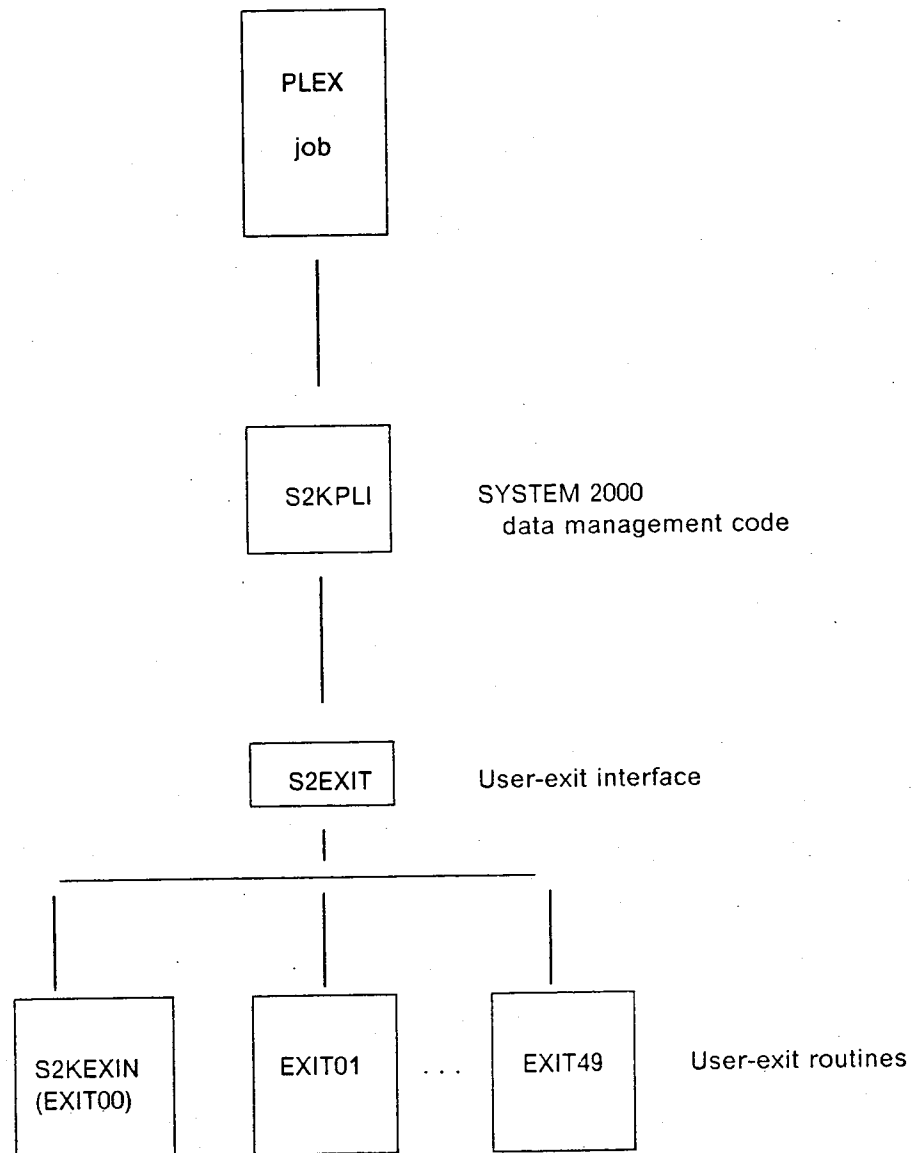 PLEX
job
S2KPLI
SYSTEM 2000
data management code
S2EXIT
User-exit interface
S2KEXIN
(EXIT00)
EXIT01
. . .
EXIT49
User-exit routines